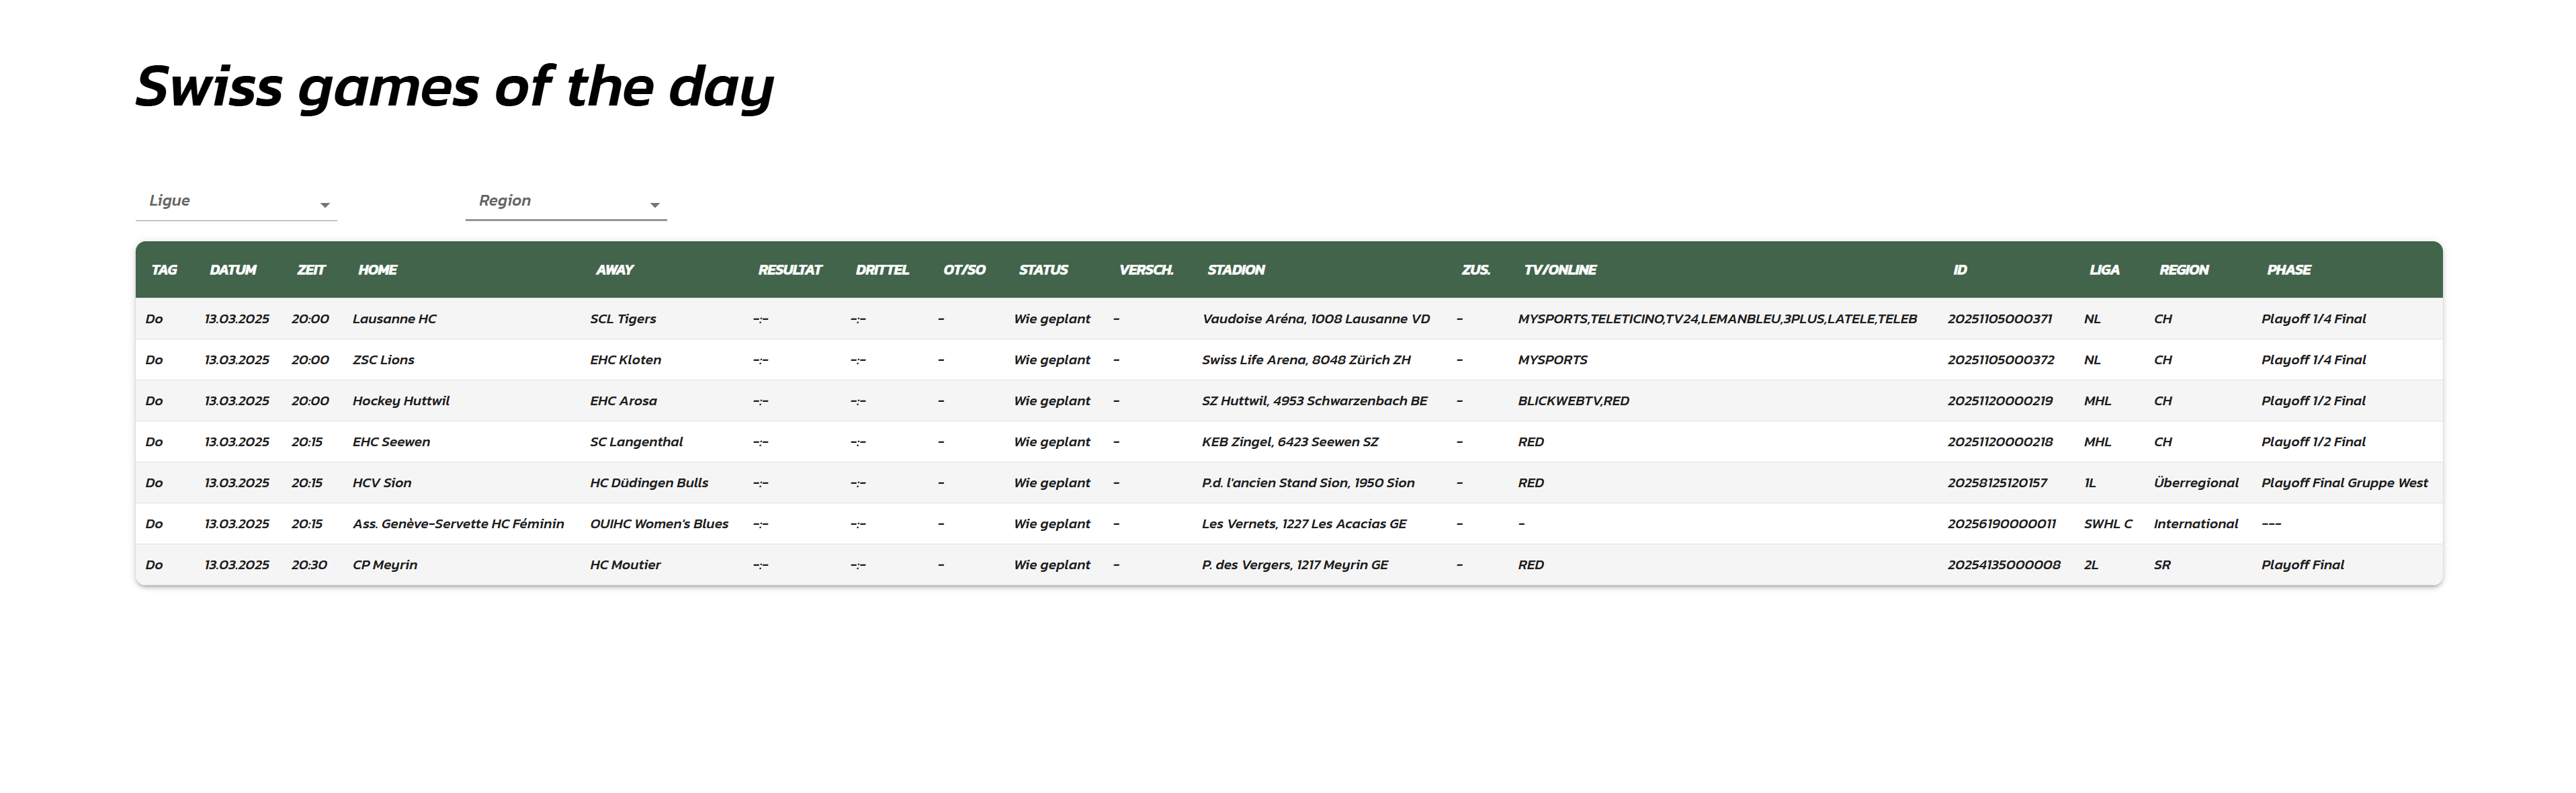 Swiss games of the day
Ligue Region
TAG DATUM ZEIT HOME AWAY RESULTAT DRITTEL OT/SO STATUS VERSCH. STADION ZUS. TV/ONLINE ID LIGA REGION PHASE
Do 13.03.2025 20:00 Lausanne HC SCL Tigers -:- -:- - Wie geplant - Vaudoise Aréna, 1008 Lausanne VD - MYSPORTS,TELETICINO,TV24,LEMANBLEU,3PLUS,LATELE,TELEB 20251105000371 NL CH Playoff 1/4 Final
Do 13.03.2025 20:00 ZSC Lions EHC Kloten -:- -:- - Wie geplant - Swiss Life Arena, 8048 Zürich ZH - MYSPORTS 20251105000372 NL CH Playoff 1/4 Final
Do 13.03.2025 20:00 Hockey Huttwil EHC Arosa -:- -:- - Wie geplant - SZ Huttwil, 4953 Schwarzenbach BE - BLICKWEBTV,RED 20251120000219 MHL CH Playoff 1/2 Final
Do 13.03.2025 20:15 EHC Seewen SC Langenthal -:- -:- - Wie geplant - KEB Zingel, 6423 Seewen SZ - RED 20251120000218 MHL CH Playoff 1/2 Final
Do 13.03.2025 20:15 HCV Sion HC Düdingen Bulls -:- -:- - Wie geplant - P.d. l'ancien Stand Sion, 1950 Sion - RED 20258125120157 1L Überregional Playoff Final Gruppe West
Do 13.03.2025 20:15 Ass. Genève-Servette HC Féminin OUIHC Women's Blues -:- -:- - Wie geplant - Les Vernets, 1227 Les Acacias GE - - 20256190000011 SWHL C International ---
Do 13.03.2025 20:30 CP Meyrin HC Moutier -:- -:- - Wie geplant - P. des Vergers, 1217 Meyrin GE - RED 20254135000008 2L SR Playoff Final